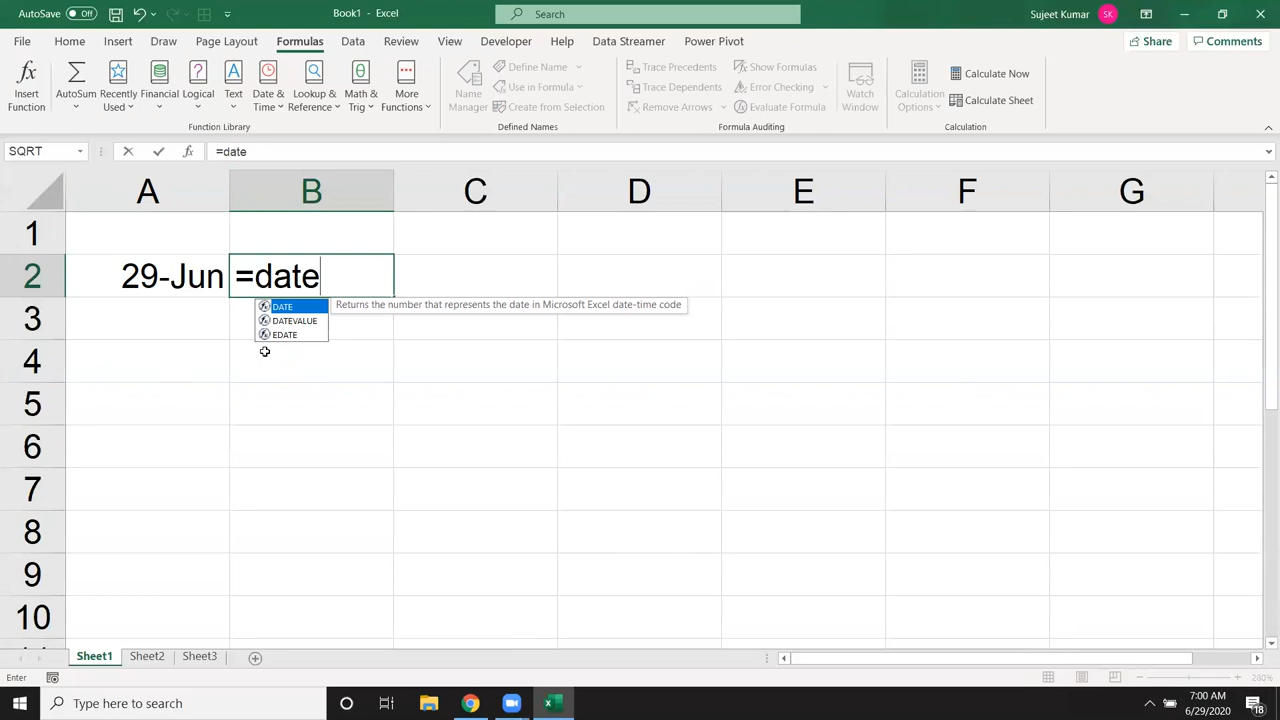 AutoSave Off Book1 - Excel Search Sujeet Kumar SK
File Home Insert Draw Page Layout Formulas Data Review View Developer Help Data Streamer Power Pivot Share Comments
Insert Function
AutoSum
Recently Used
Financial
Logical
Text
Date & Time
Lookup & Reference
Math & Trig
More Functions
Function Library
Name Manager
Define Name
Use in Formula
Create from Selection
Defined Names
Trace Precedents
Trace Dependents
Remove Arrows
Show Formulas
Error Checking
Evaluate Formula
Formula Auditing
Watch Window
Calculation Options
Calculate Now
Calculate Sheet
Calculation
SQRT fx =date
A B C D E F G
1
2 29-Jun =date
DATE Returns the number that represents the date in Microsoft Excel date-time code
DATEVALUE
EDATE
3
4
5
6
7
8
9
10
Sheet1 Sheet2 Sheet3
Enter 280%
Type here to search
7:00 AM
6/29/2020
18